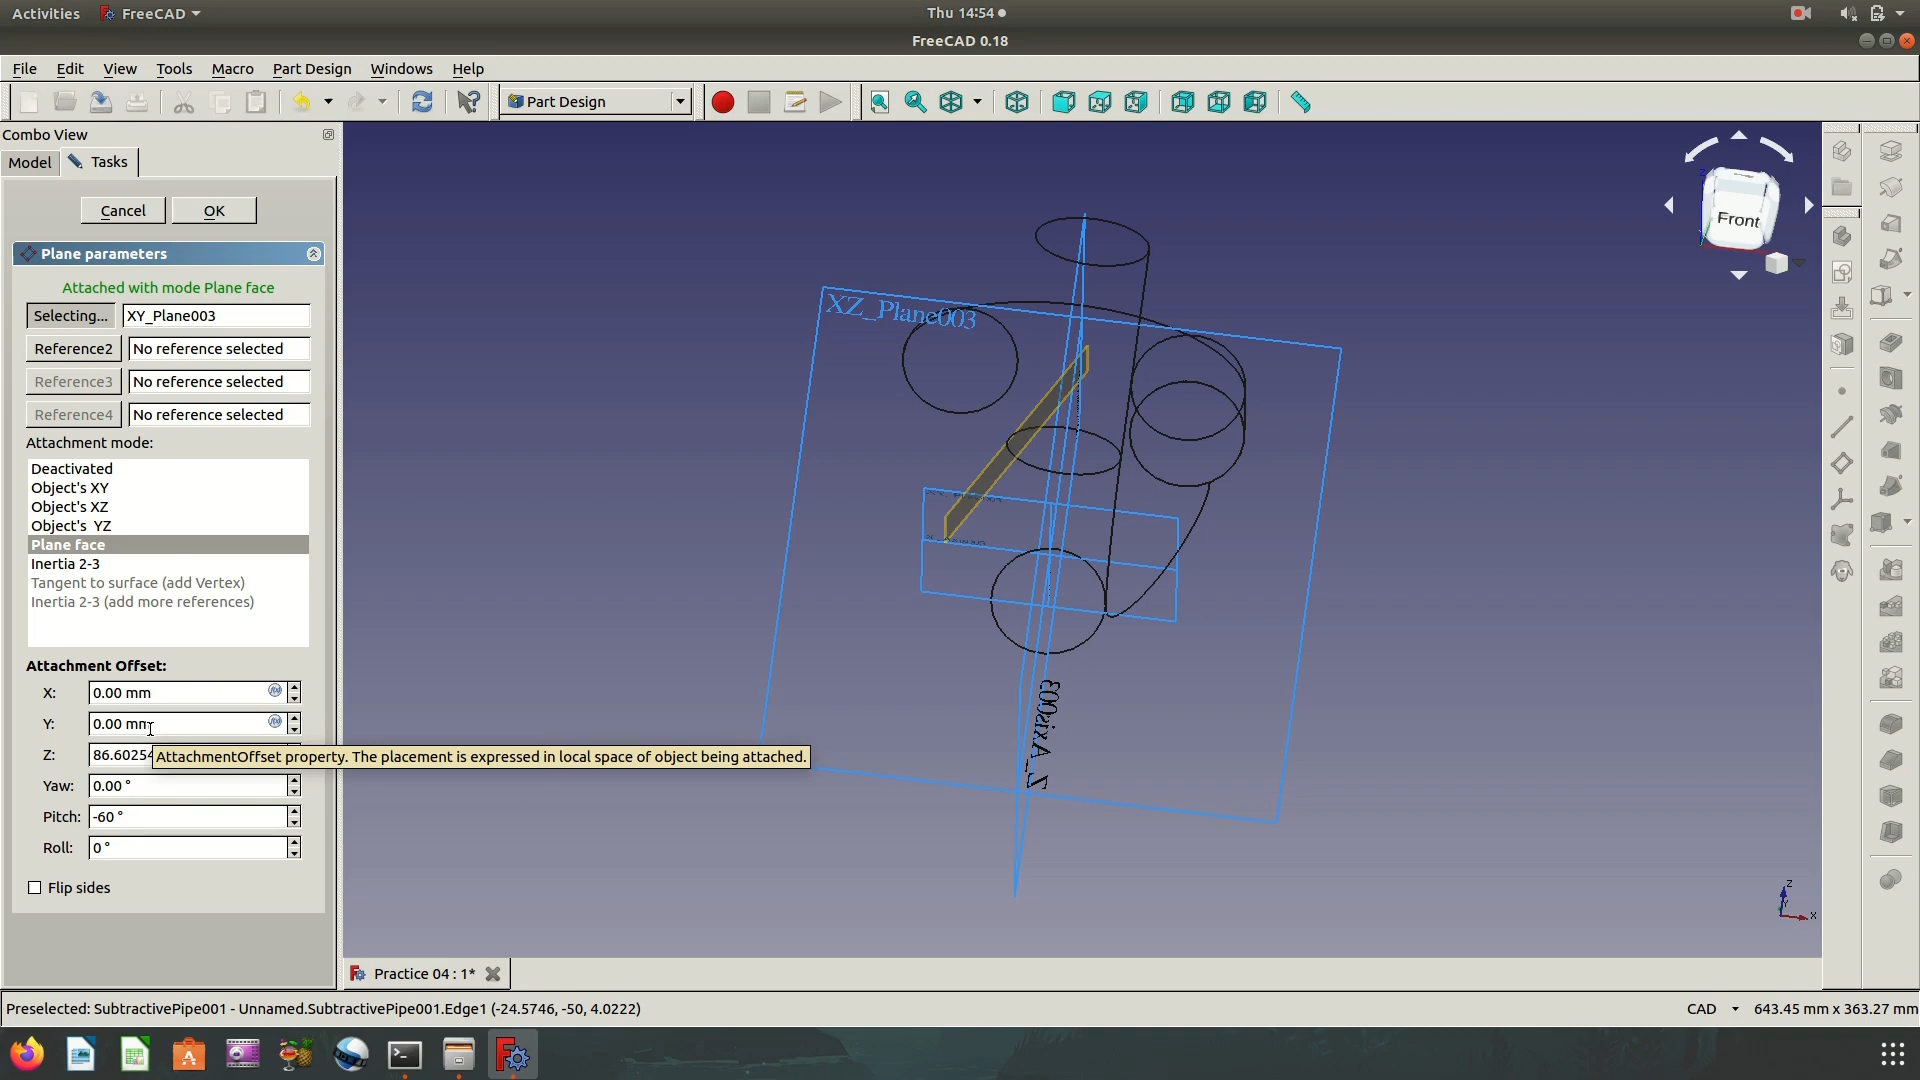 Activities FreeCAD Thu 14:54
FreeCAD 0.18
File Edit View Tools Macro Part Design Windows Help
Part Design
Combo View
Model Tasks
Cancel OK
Plane parameters
Attached with mode Plane face
Selecting... XY_Plane003
Reference2 No reference selected
Reference3 No reference selected
Reference4 No reference selected
Attachment mode:
Deactivated
Object's XY
Object's XZ
Object's  YZ
Plane face
Inertia 2-3
Tangent to surface (add Vertex)
Inertia 2-3 (add more references)
Attachment Offset:
X: 0.00 mm
Y: 0.00 mm
Z: 86.60254
AttachmentOffset property. The placement is expressed in local space of object being attached.
Yaw: 0.00 °
Pitch: -60 °
Roll: 0 °
Flip sides
XZ_Plane003
Z_Axis003
Front
Z
Z
Y
X
Practice 04 : 1*
Preselected: SubtractivePipe001 - Unnamed.SubtractivePipe001.Edge1 (-24.5746, -50, 4.0222)
CAD 643.45 mm x 363.27 mm